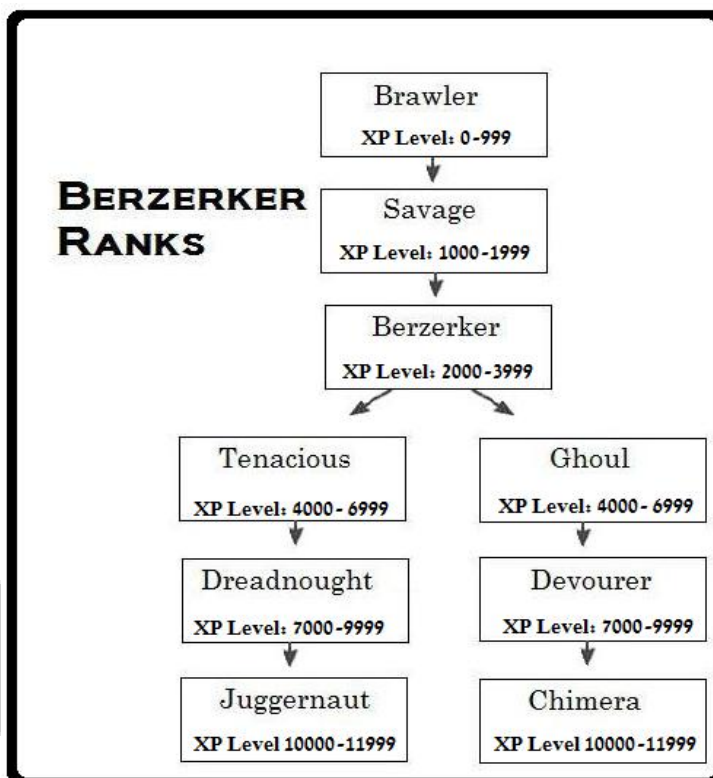 Brawler
XP Level: 0-999
BERZERKER
RANKS
Savage
XP Level: 1000-1999
Berzerker
XP Level: 2000-3999
Tenacious
XP Level: 4000-6999
Ghoul
XP Level: 4000-6999
Dreadnought
XP Level: 7000-9999
Devourer
XP Level: 7000-9999
Juggernaut
XP Level 10000-11999
Chimera
XP Level 10000-11999